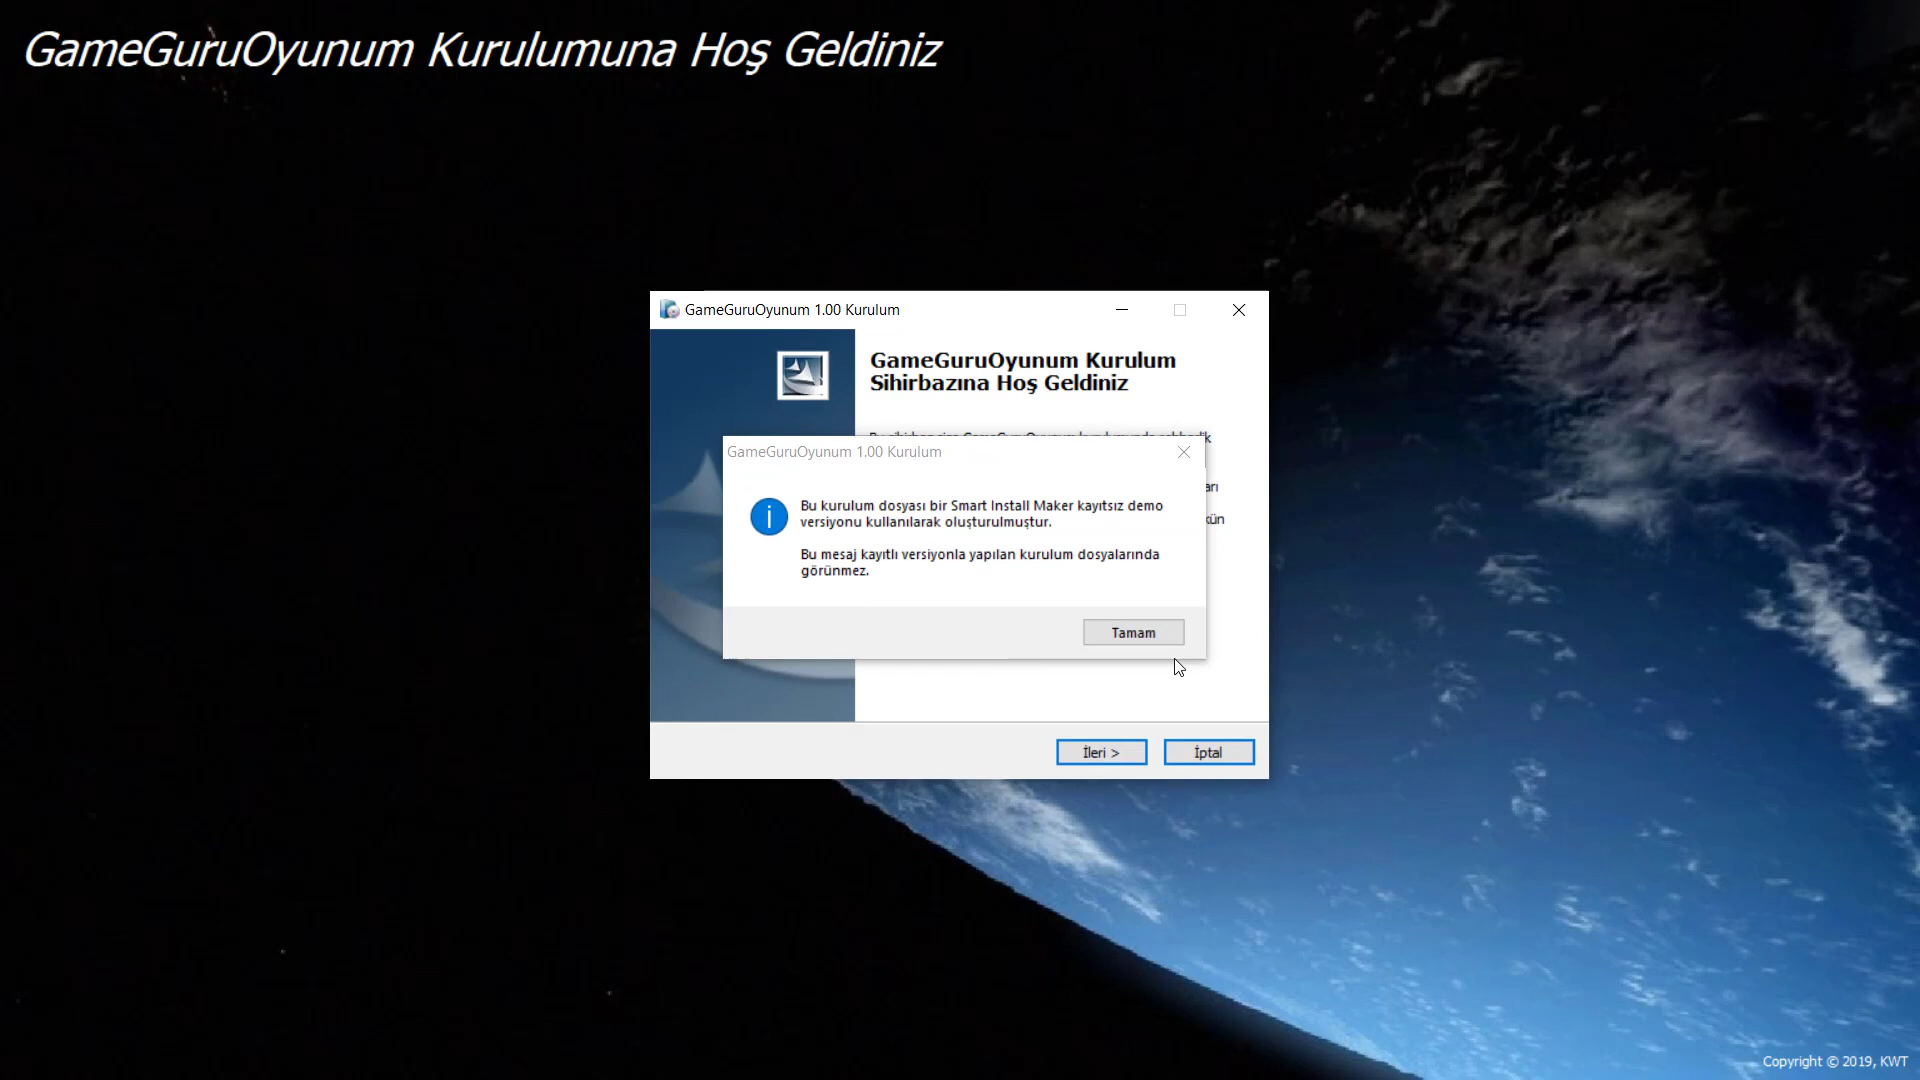 GameGuruOyunum Kurulumuna Hoş Geldiniz
GameGuruOyunum 1.00 Kurulum
GameGuruOyunum Kurulum
Sihirbazına Hoş Geldiniz
GameGuruOyunum 1.00 Kurulum
Bu kurulum dosyası bir Smart Install Maker kayıtsız demo
versiyonu kullanılarak oluşturulmuştur.
Bu mesaj kayıtlı versiyonla yapılan kurulum dosyalarında
görünmez.
Tamam
İleri >
İptal
Copyright © 2019, KWT